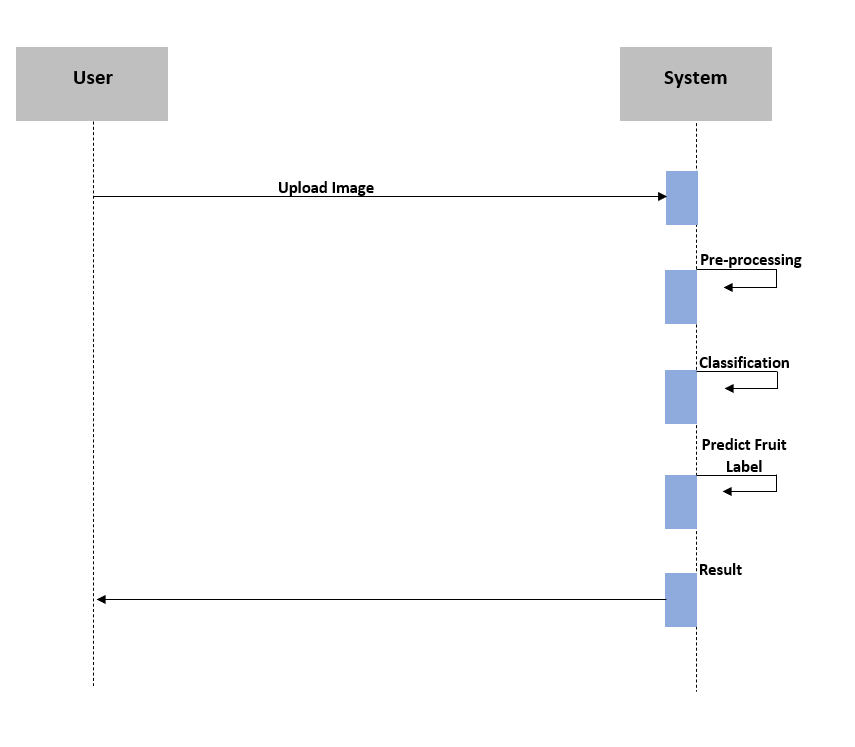 User
System
Upload Image
Pre-processing
Classification
Predict Fruit
Label
Result